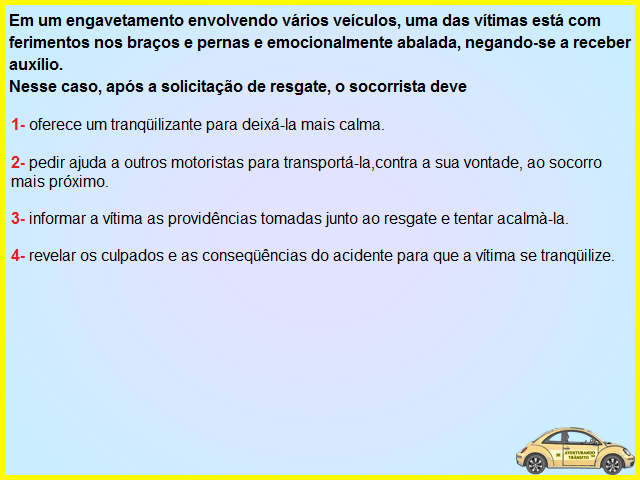 Em um engavetamento envolvendo vários veículos, uma das vítimas está com
ferimentos nos braços e pernas e emocionalmente abalada, negando-se a receber
auxílio.
Nesse caso, após a solicitação de resgate, o socorrista deve
1- oferece um tranqüilizante para deixá-la mais calma.
2- pedir ajuda a outros motoristas para transportá-la,contra a sua vontade, ao socorro
mais próximo.
3- informar a vítima as providências tomadas junto ao resgate e tentar acalmà-la.
4- revelar os culpados e as conseqüências do acidente para que a vítima se tranqüilize.
AVENTURANDO
TRÂNSITO